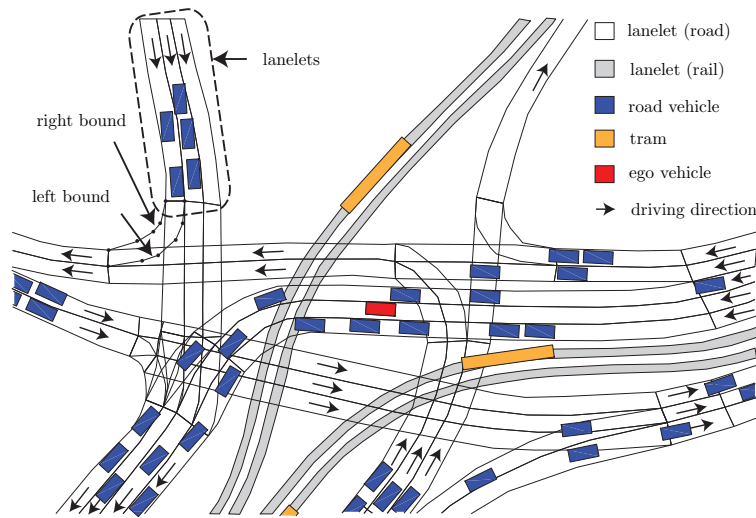 lanelets
right bound
left bound
lanelet (road)
lanelet (rail)
road vehicle
tram
ego vehicle
driving direction